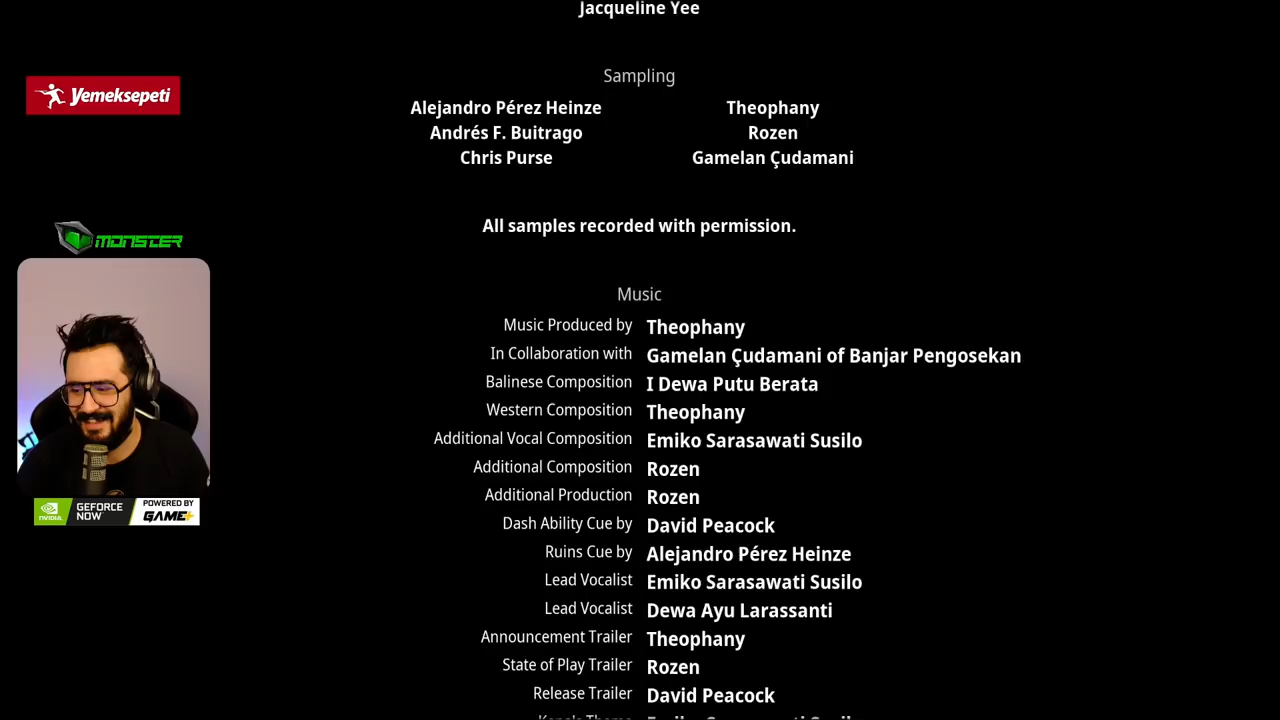 Jacqueline Yee
Sampling
Yemeksepeti
Alejandro Pérez Heinze Theophany
Andrés F. Buitrago Rozen
Chris Purse Gamelan Çudamani
All samples recorded with permission.
MONSTER
Music
Music Produced by Theophany
In Collaboration with Gamelan Çudamani of Banjar Pengosekan
Balinese Composition I Dewa Putu Berata
Western Composition Theophany
Additional Vocal Composition Emiko Sarasawati Susilo
Additional Composition Rozen
Additional Production Rozen
NVIDIA. GEFORCE NOW POWERED BY GAME+
Dash Ability Cue by David Peacock
Ruins Cue by Alejandro Pérez Heinze
Lead Vocalist Emiko Sarasawati Susilo
Lead Vocalist Dewa Ayu Larassanti
Announcement Trailer Theophany
State of Play Trailer Rozen
Release Trailer David Peacock